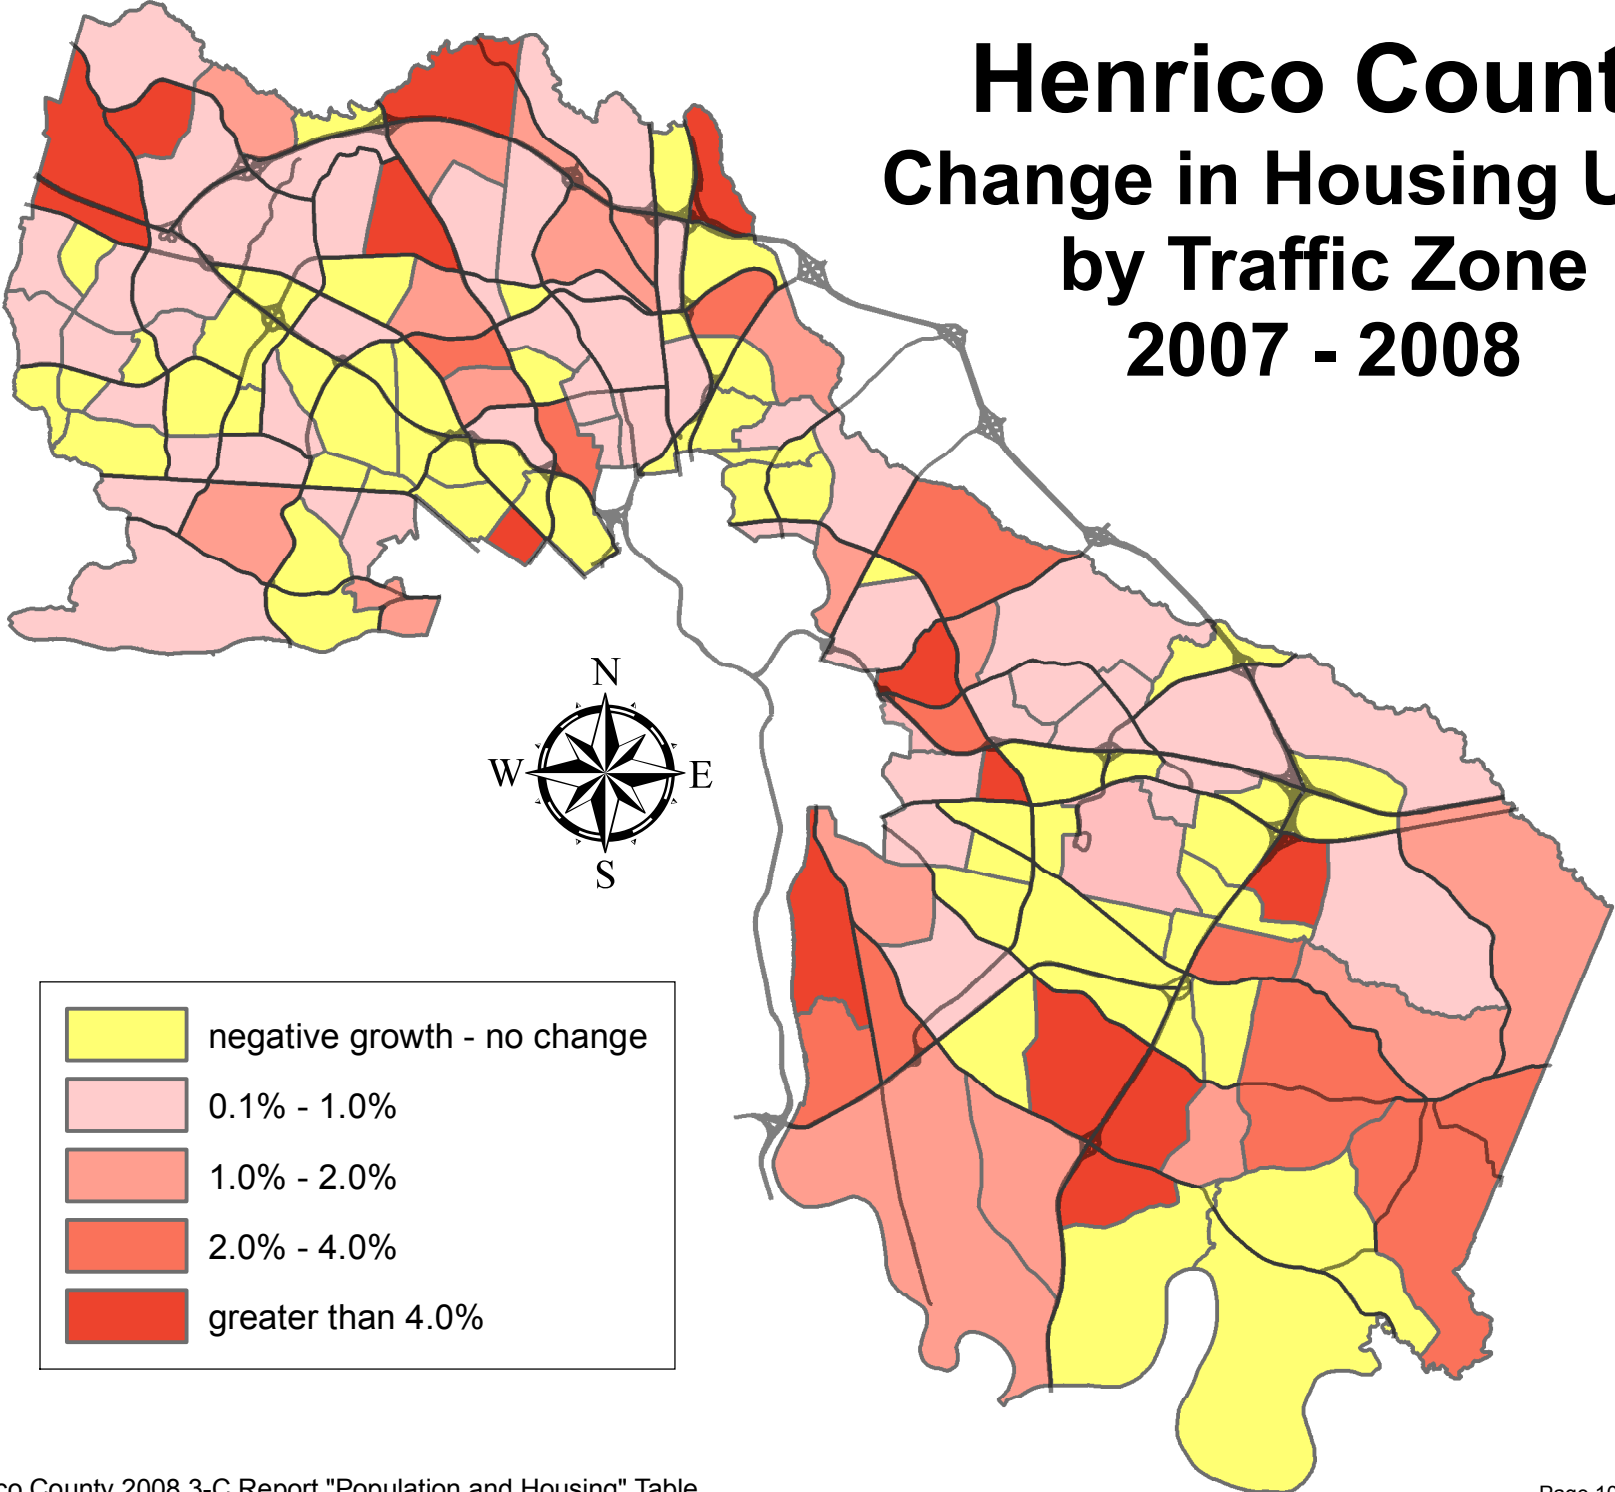 Henrico Count
Change in Housing U
by Traffic Zone
2007 - 2008
N
W E
S
negative growth - no change
0.1% - 1.0%
1.0% - 2.0%
2.0% - 4.0%
greater than 4.0%
co County 2008 3-C Report "Population and Housing" Table
Page 10